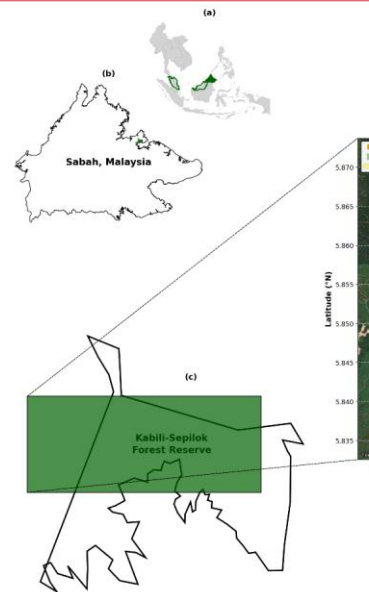 (a)
(b)
Sabah, Malaysia
5.870
5.865
5.860
5.855
5.850
5.845
5.840
5.835
Latitude (°N)
(c)
Kabili-Sepilok
Forest Reserve